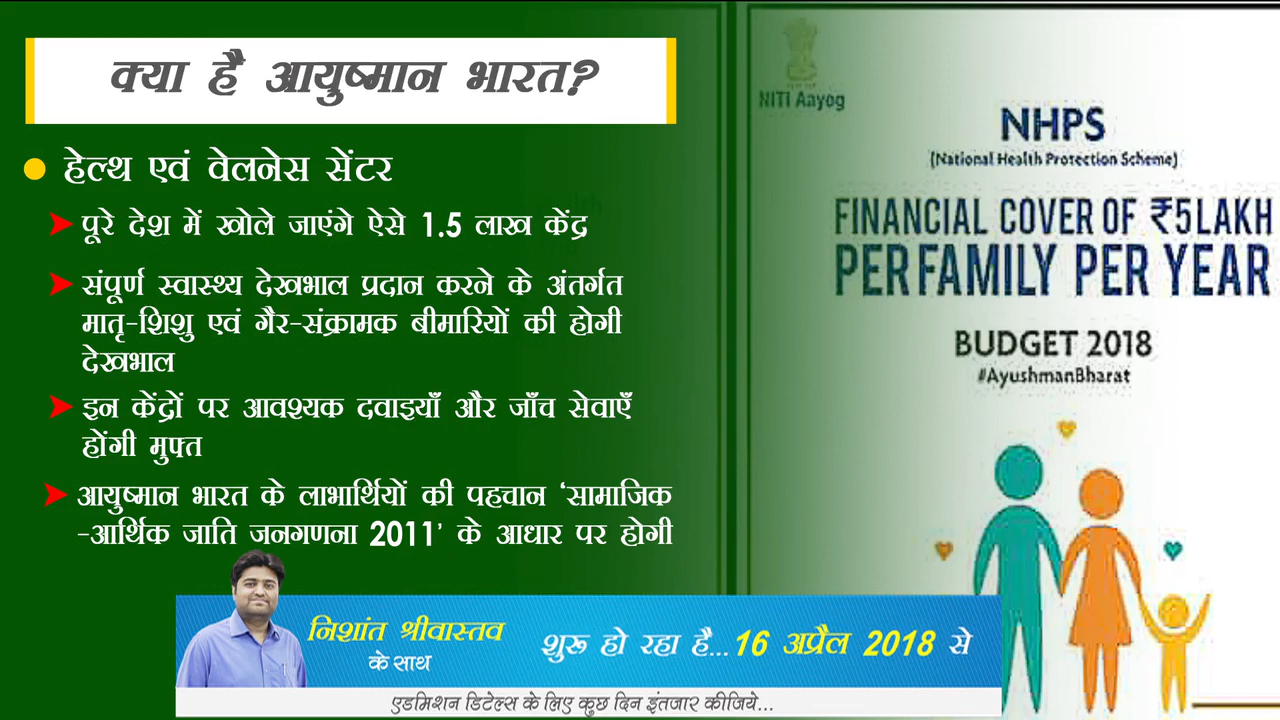 क्या है आयुष्मान भारत?
हेल्थ एवं वेलनेस सेंटर
पूरे देश में खोले जाएंगे ऐसे 1.5 लाख केंद्र
संपूर्ण स्वास्थ्य देखभाल प्रदान करने के अंतर्गत
मातृ-शिशु एवं गैर-संक्रामक बीमारियों की होगी
देखभाल
इन केंद्रों पर आवश्यक दवाइयाँ और जाँच सेवाएँ
होंगी मुफ्त
आयुष्मान भारत के लाभार्थियों की पहचान ‘सामाजिक
-आर्थिक जाति जनगणना 2011’ के आधार पर होगी
NITI Aayog
NHPS
(National Health Protection Scheme)
FINANCIAL COVER OF ₹5LAKH
PER FAMILY PER YEAR
BUDGET 2018
#AyushmanBharat
निशांत श्रीवास्तव
के साथ
शुरू हो रहा है...16 अप्रैल 2018 से
एडमिशन डिटेल्स के लिए कुछ दिन इंतजार कीजिये...